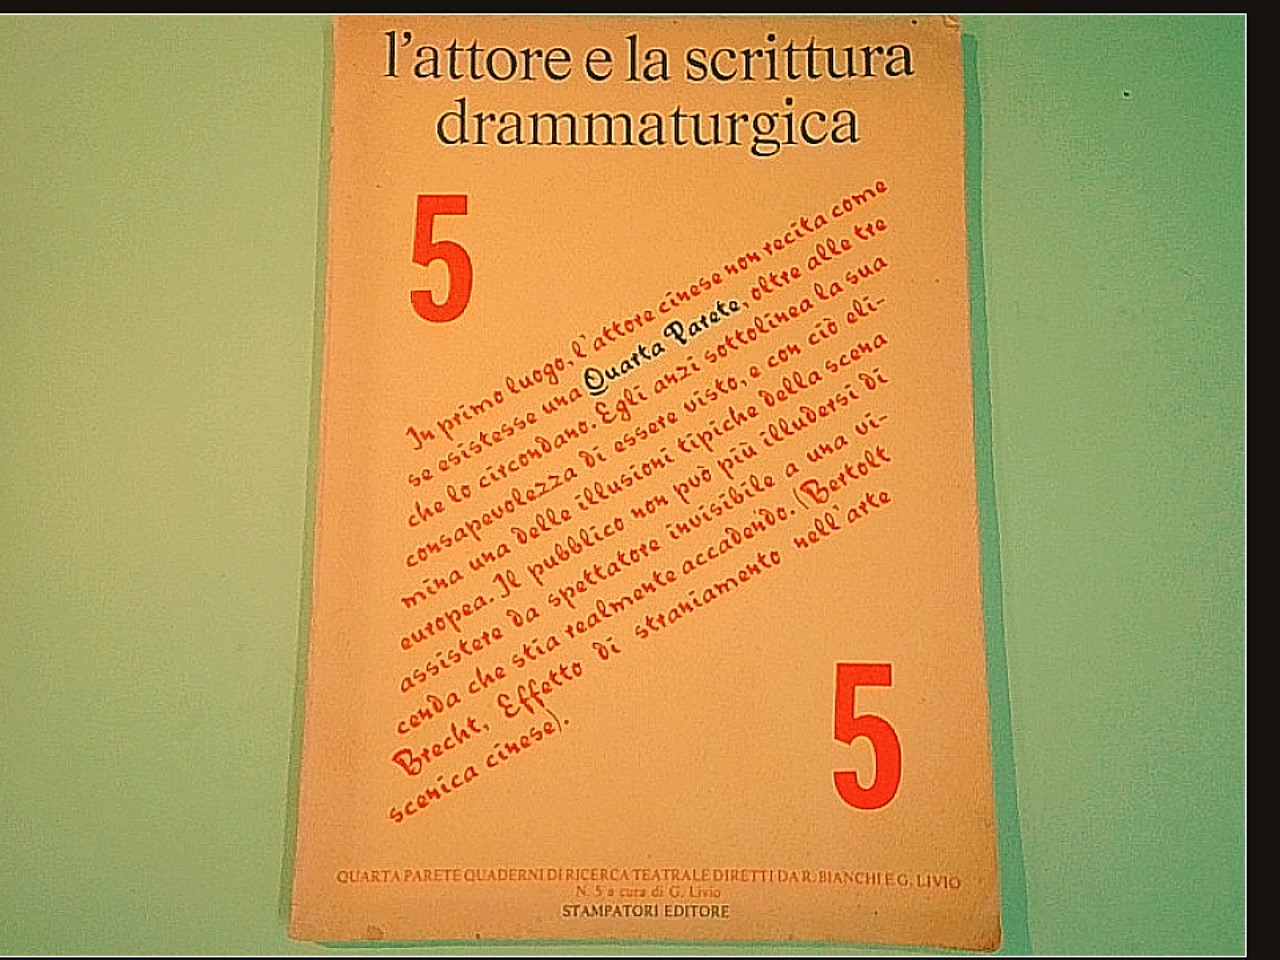 l'attore e la scrittura
drammaturgica
5
In primo luogo, l'attore cinese non recita come
se esistesse una Quarta Parete, oltre alle tre
che lo circondano. Egli anzi sottolinea la sua
consapevolezza di essere visto, e con ciò eli-
mina una delle illusioni tipiche della scena
europea. Il pubblico non può più illudersi di
assistere da spettatore invisibile a una vi-
cenda che stia realmente accadendo. (Bertolt
Brecht, Effetto di straniamento nell'arte
scenica cinese).
5
QUARTA PARETE QUADERNI DI RICERCA TEATRALE DIRETTI DA R. BIANCHI E G. LIVIO
N. 5 a cura di G. Livio
STAMPATORI EDITORE